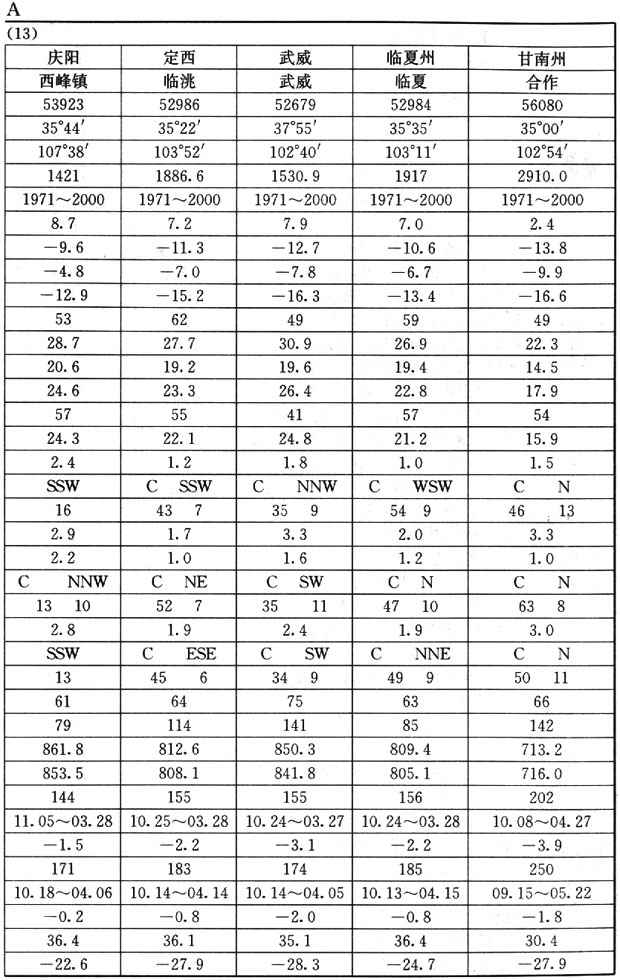 A
(13)
庆阳 定西 武威 临夏州 甘南州
西峰镇 临洮 武威 临夏 合作
53923 52986 52679 52984 56080
35°44′ 35°22′ 37°55′ 35°35′ 35°00′
107°38′ 103°52′ 102°40′ 103°11′ 102°54′
1421 1886.6 1530.9 1917 2910.0
1971～2000 1971～2000 1971～2000 1971～2000 1971～2000
8.7 7.2 7.9 7.0 2.4
−9.6 −11.3 −12.7 −10.6 −13.8
−4.8 −7.0 −7.8 −6.7 −9.9
−12.9 −15.2 −16.3 −13.4 −16.6
53 62 49 59 49
28.7 27.7 30.9 26.9 22.3
20.6 19.2 19.6 19.4 14.5
24.6 23.3 26.4 22.8 17.9
57 55 41 57 54
24.3 22.1 24.8 21.2 15.9
2.4 1.2 1.8 1.0 1.5
SSW C SSW C NNW C WSW C N
16 43 7 35 9 54 9 46 13
2.9 1.7 3.3 2.0 3.3
2.2 1.0 1.6 1.2 1.0
C NNW C NE C SW C N C N
13 10 52 7 35 11 47 10 63 8
2.8 1.9 2.4 1.9 3.0
SSW C ESE C SW C NNE C N
13 45 6 34 9 49 9 50 11
61 64 75 63 66
79 114 141 85 142
861.8 812.6 850.3 809.4 713.2
853.5 808.1 841.8 805.1 716.0
144 155 155 156 202
11.05～03.28 10.25～03.28 10.24～03.27 10.24～03.28 10.08～04.27
−1.5 −2.2 −3.1 −2.2 −3.9
171 183 174 185 250
10.18～04.06 10.14～04.14 10.14～04.05 10.13～04.15 09.15～05.22
−0.2 −0.8 −2.0 −0.8 −1.8
36.4 36.1 35.1 36.4 30.4
−22.6 −27.9 −28.3 −24.7 −27.9